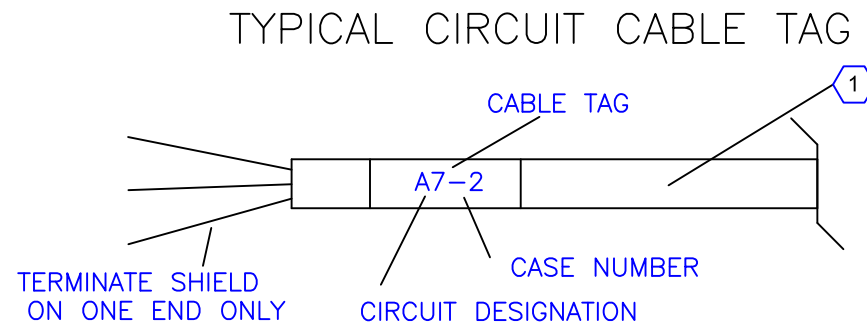 TYPICAL CIRCUIT CABLE TAG
1
CABLE TAG
A7-2
CASE NUMBER
TERMINATE SHIELD
ON ONE END ONLY
CIRCUIT DESIGNATION